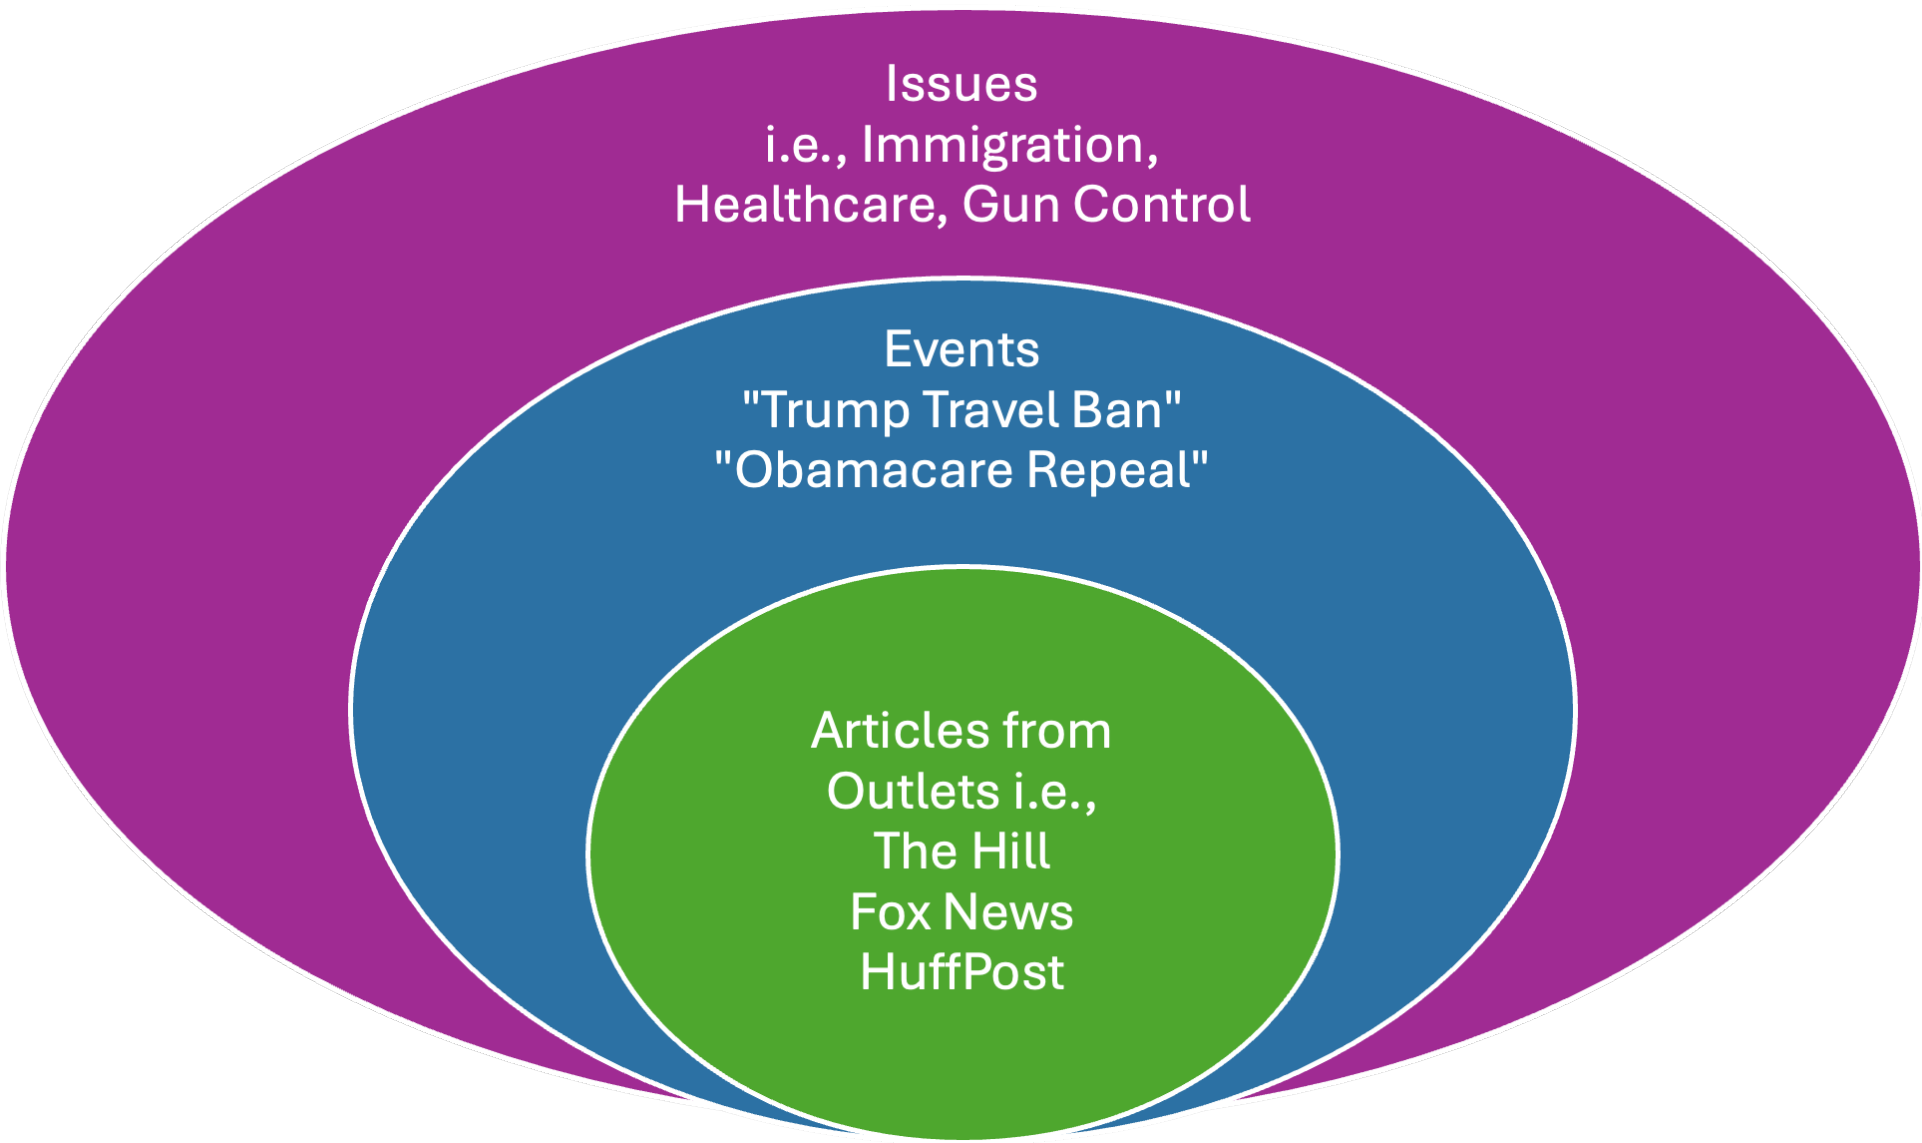 Issues
i.e., Immigration,
Healthcare, Gun Control
Events
"Trump Travel Ban"
"Obamacare Repeal"
Articles from
Outlets i.e.,
The Hill
Fox News
HuffPost